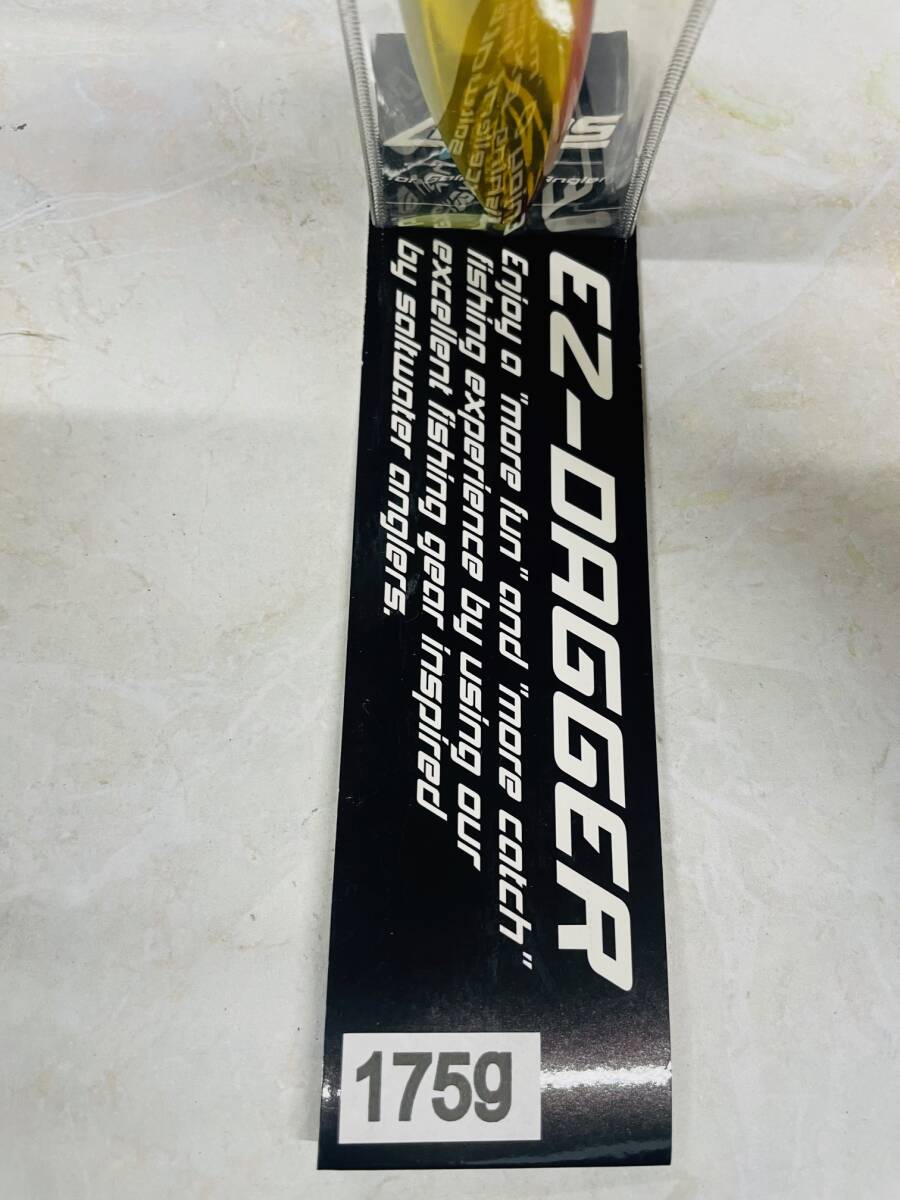 EZ-DAGGER
Enjoy a "more fun" and "more catch"
fishing experience by using our
excellent fishing gear inspired
by saltwater anglers.
175g